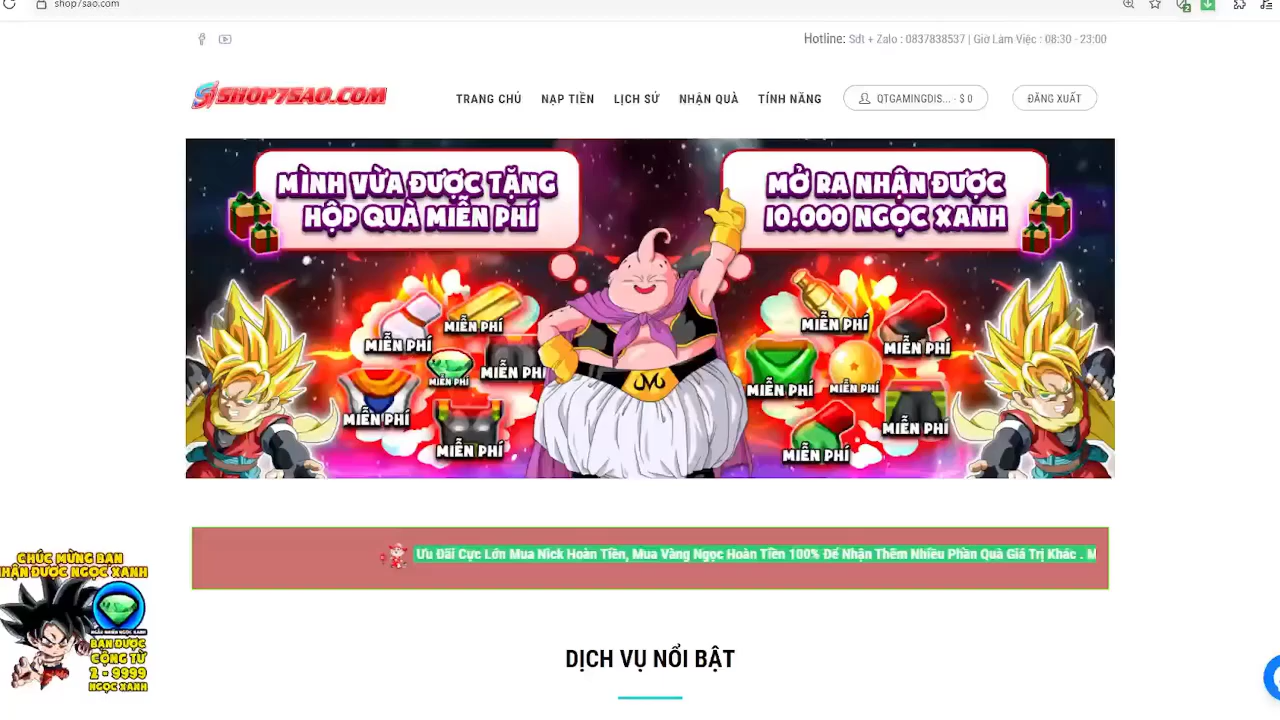 shop7sao.com
Hotline: Sdt + Zalo : 0837838537 | Giờ Làm Việc : 08:30 - 23:00
SHOP7SAO.COM
TRANG CHỦ NẠP TIỀN LỊCH SỬ NHẬN QUÀ TÍNH NĂNG QTGAMINGDIS... - $ 0 ĐĂNG XUẤT
MÌNH VỪA ĐƯỢC TẶNG
HỘP QUÀ MIỄN PHÍ
MỞ RA NHẬN ĐƯỢC
10.000 NGỌC XANH
MIỄN PHÍ
MIỄN PHÍ
MIỄN PHÍ
MIỄN PHÍ
MIỄN PHÍ
MIỄN PHÍ
MIỄN PHÍ
MIỄN PHÍ
MIỄN PHÍ
MIỄN PHÍ
MIỄN PHÍ
MIỄN PHÍ
Ưu Đãi Cực Lớn Mua Nick Hoàn Tiền, Mua Vàng Ngọc Hoàn Tiền 100% Để Nhận Thêm Nhiều Phần Quà Giá Trị Khác . M
CHÚC MỪNG BẠN
NHẬN ĐƯỢC NGỌC XANH
NGẪU NHIÊN NGỌC XANH
BẠN ĐƯỢC
CỘNG TỪ
2 - 9999
NGỌC XANH
DỊCH VỤ NỔI BẬT